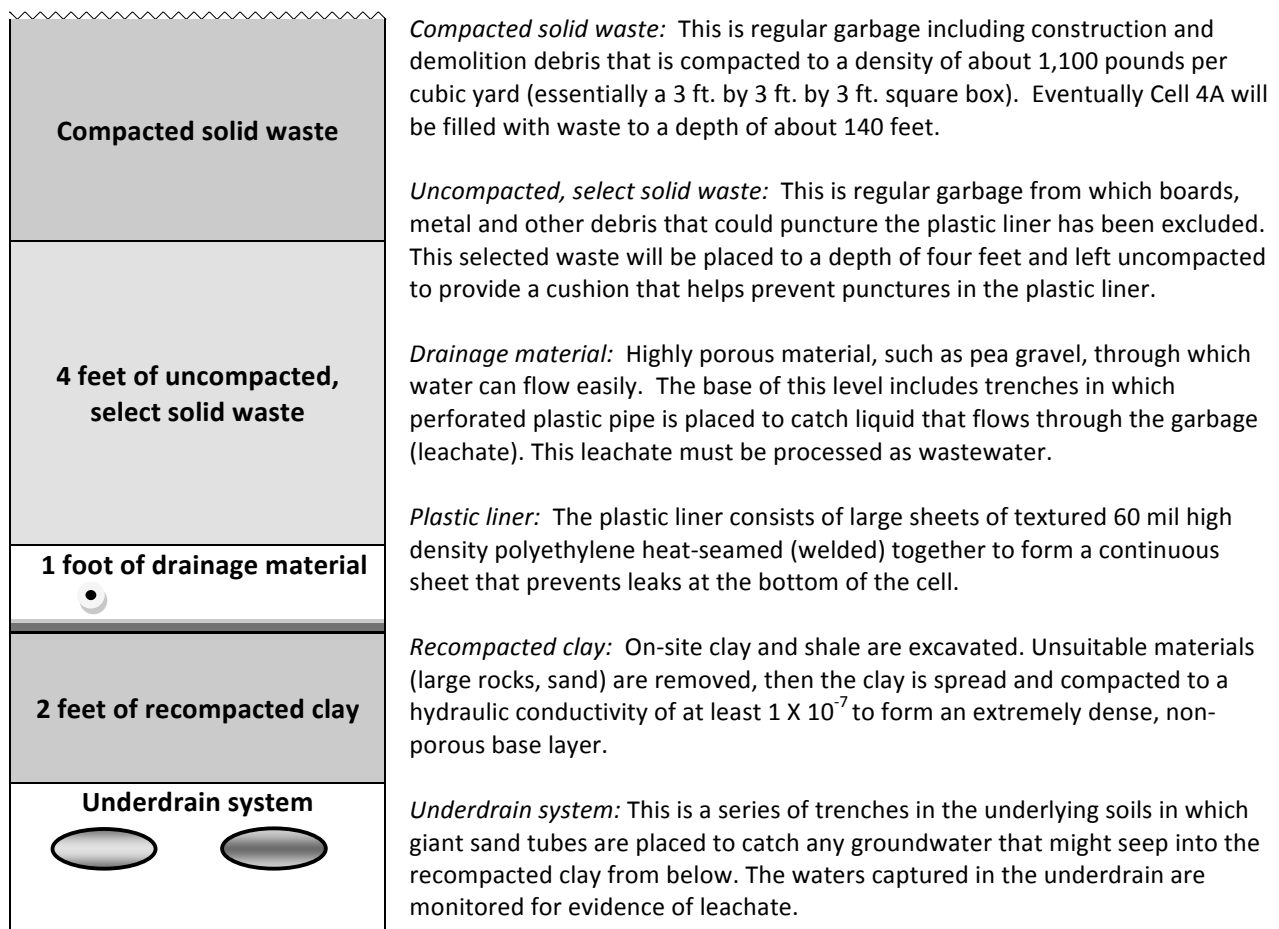 Compacted solid waste
4 feet of uncompacted,
select solid waste
1 foot of drainage material
2 feet of recompacted clay
Underdrain system
Compacted solid waste: This is regular garbage including construction and
demolition debris that is compacted to a density of about 1,100 pounds per
cubic yard (essentially a 3 ft. by 3 ft. by 3 ft. square box). Eventually Cell 4A will
be filled with waste to a depth of about 140 feet.
Uncompacted, select solid waste: This is regular garbage from which boards,
metal and other debris that could puncture the plastic liner has been excluded.
This selected waste will be placed to a depth of four feet and left uncompacted
to provide a cushion that helps prevent punctures in the plastic liner.
Drainage material: Highly porous material, such as pea gravel, through which
water can flow easily. The base of this level includes trenches in which
perforated plastic pipe is placed to catch liquid that flows through the garbage
(leachate). This leachate must be processed as wastewater.
Plastic liner: The plastic liner consists of large sheets of textured 60 mil high
density polyethylene heat-seamed (welded) together to form a continuous
sheet that prevents leaks at the bottom of the cell.
Recompacted clay: On-site clay and shale are excavated. Unsuitable materials
(large rocks, sand) are removed, then the clay is spread and compacted to a
hydraulic conductivity of at least 1 X 10⁻⁷ to form an extremely dense, non-
porous base layer.
Underdrain system: This is a series of trenches in the underlying soils in which
giant sand tubes are placed to catch any groundwater that might seep into the
recompacted clay from below. The waters captured in the underdrain are
monitored for evidence of leachate.